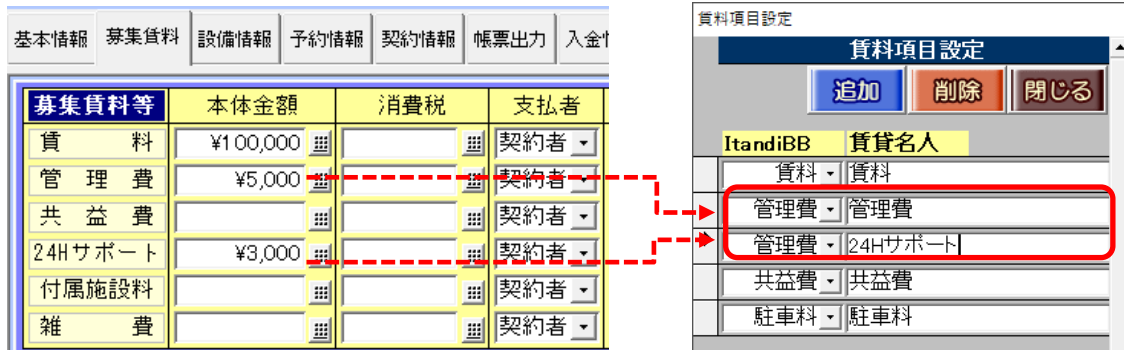 基本情報 募集賃料 設備情報 予約情報 契約情報 帳票出力 入金
募集賃料等 本体金額 消費税 支払者
賃料 ¥100,000 契約者
管理費 ¥5,000 契約者
共益費 契約者
24Hサポート ¥3,000 契約者
付属施設料 契約者
雑費 契約者
賃料項目設定
賃料項目設定
追加 削除 閉じる
ItandiBB 賃貸名人
賃料 賃料
管理費 管理費
管理費 24Hサポート
共益費 共益費
駐車料 駐車料